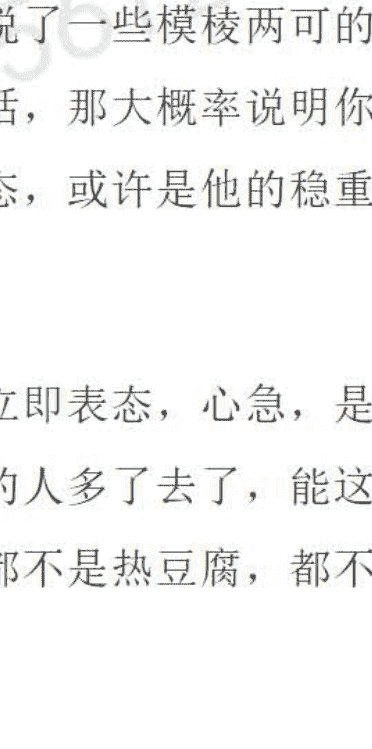 说了一些模棱两可的
话，那大概率说明你
态，或许是他的稳重
立即表态，心急，是
的人多了去了，能这
都不是热豆腐，都不